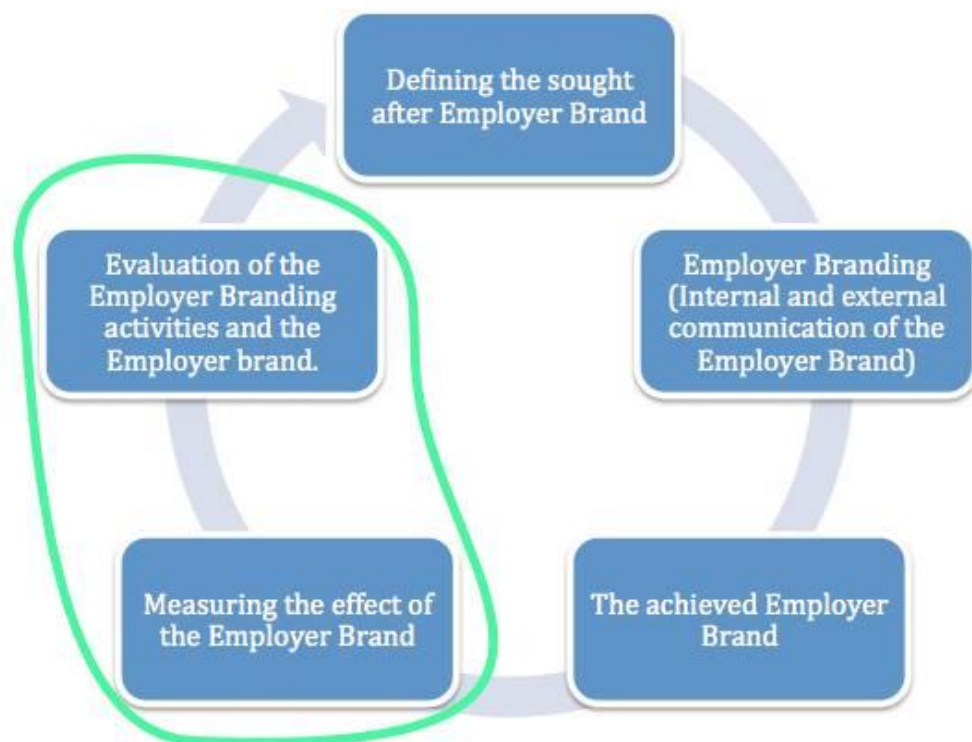 Defining the sought
after Employer Brand
Employer Branding
(Internal and external
communication of the
Employer Brand)
The achieved Employer
Brand
Measuring the effect of
the Employer Brand
Evaluation of the
Employer Branding
activities and the
Employer brand.